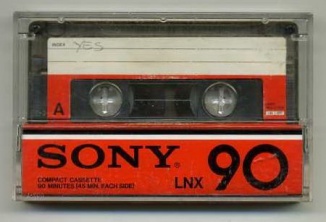 INDEX YES
A
SONY®
COMPACT CASSETTE
90 MINUTES (45 MIN. EACH SIDE)
LNX 90